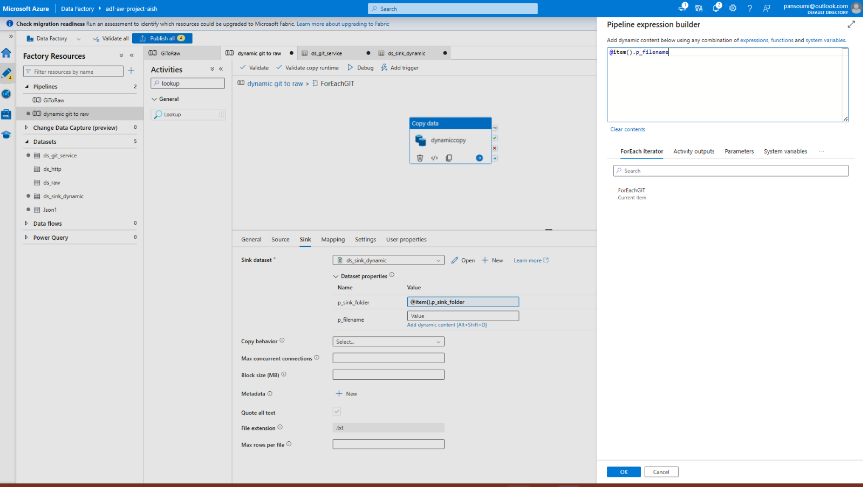 Microsoft Azure
Data Factory
adf-aw-project-aish
Search
1
2
pansoumi@outlook.com
DEFAULT DIRECTORY
Check migration readiness Run an assessment to identify which resources could be upgraded to Microsoft Fabric. Learn more about upgrading to Fabric
Data Factory
Validate all
Publish all
Factory Resources
Filter resources by name
Pipelines 2
GiToRaw
dynamic git to raw
Change Data Capture (preview) 0
Datasets 5
ds_git_service
ds_http
ds_raw
ds_sink_dynamic
Json1
Data flows 0
Power Query 0
GitToRaw
dynamic git to raw
ds_git_service
ds_sink_dynamic
Activities
lookup
General
Lookup
Validate
Validate copy runtime
Debug
Add trigger
dynamic git to raw > ForEachGIT
Copy data
dynamiccopy
General
Source
Sink
Mapping
Settings
User properties
Sink dataset *
ds_sink_dynamic
Open
New
Learn more
Dataset properties
Name
Value
p_sink_folder
@item().p_sink_folder
p_filename
Value
Add dynamic content [Alt+Shift+D]
Copy behavior
Select...
Max concurrent connections
Block size (MB)
Metadata
New
Quote all text
File extension
.txt
Max rows per file
Pipeline expression builder
Add dynamic content below using any combination of expressions, functions and system variables.
@item().p_filename
Clear contents
ForEach iterator
Activity outputs
Parameters
System variables
...
Search
ForEachGIT
Current item
OK
Cancel